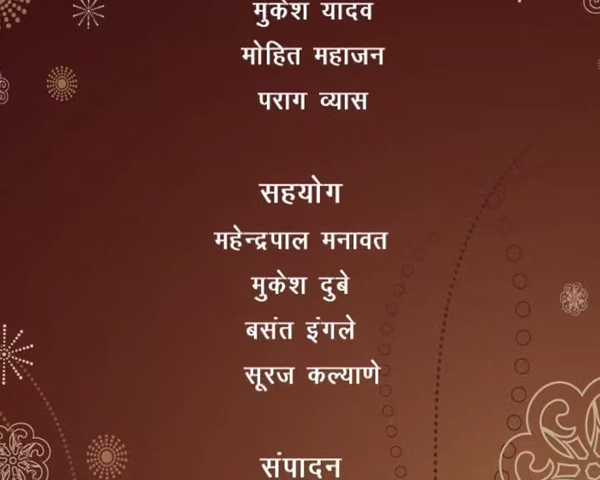 मुकेश यादव
मोहित महाजन
पराग व्यास
सहयोग
महेन्द्रपाल मनावत
मुकेश दुबे
बसंत इंगले
सूरज कल्याणे
संपादन